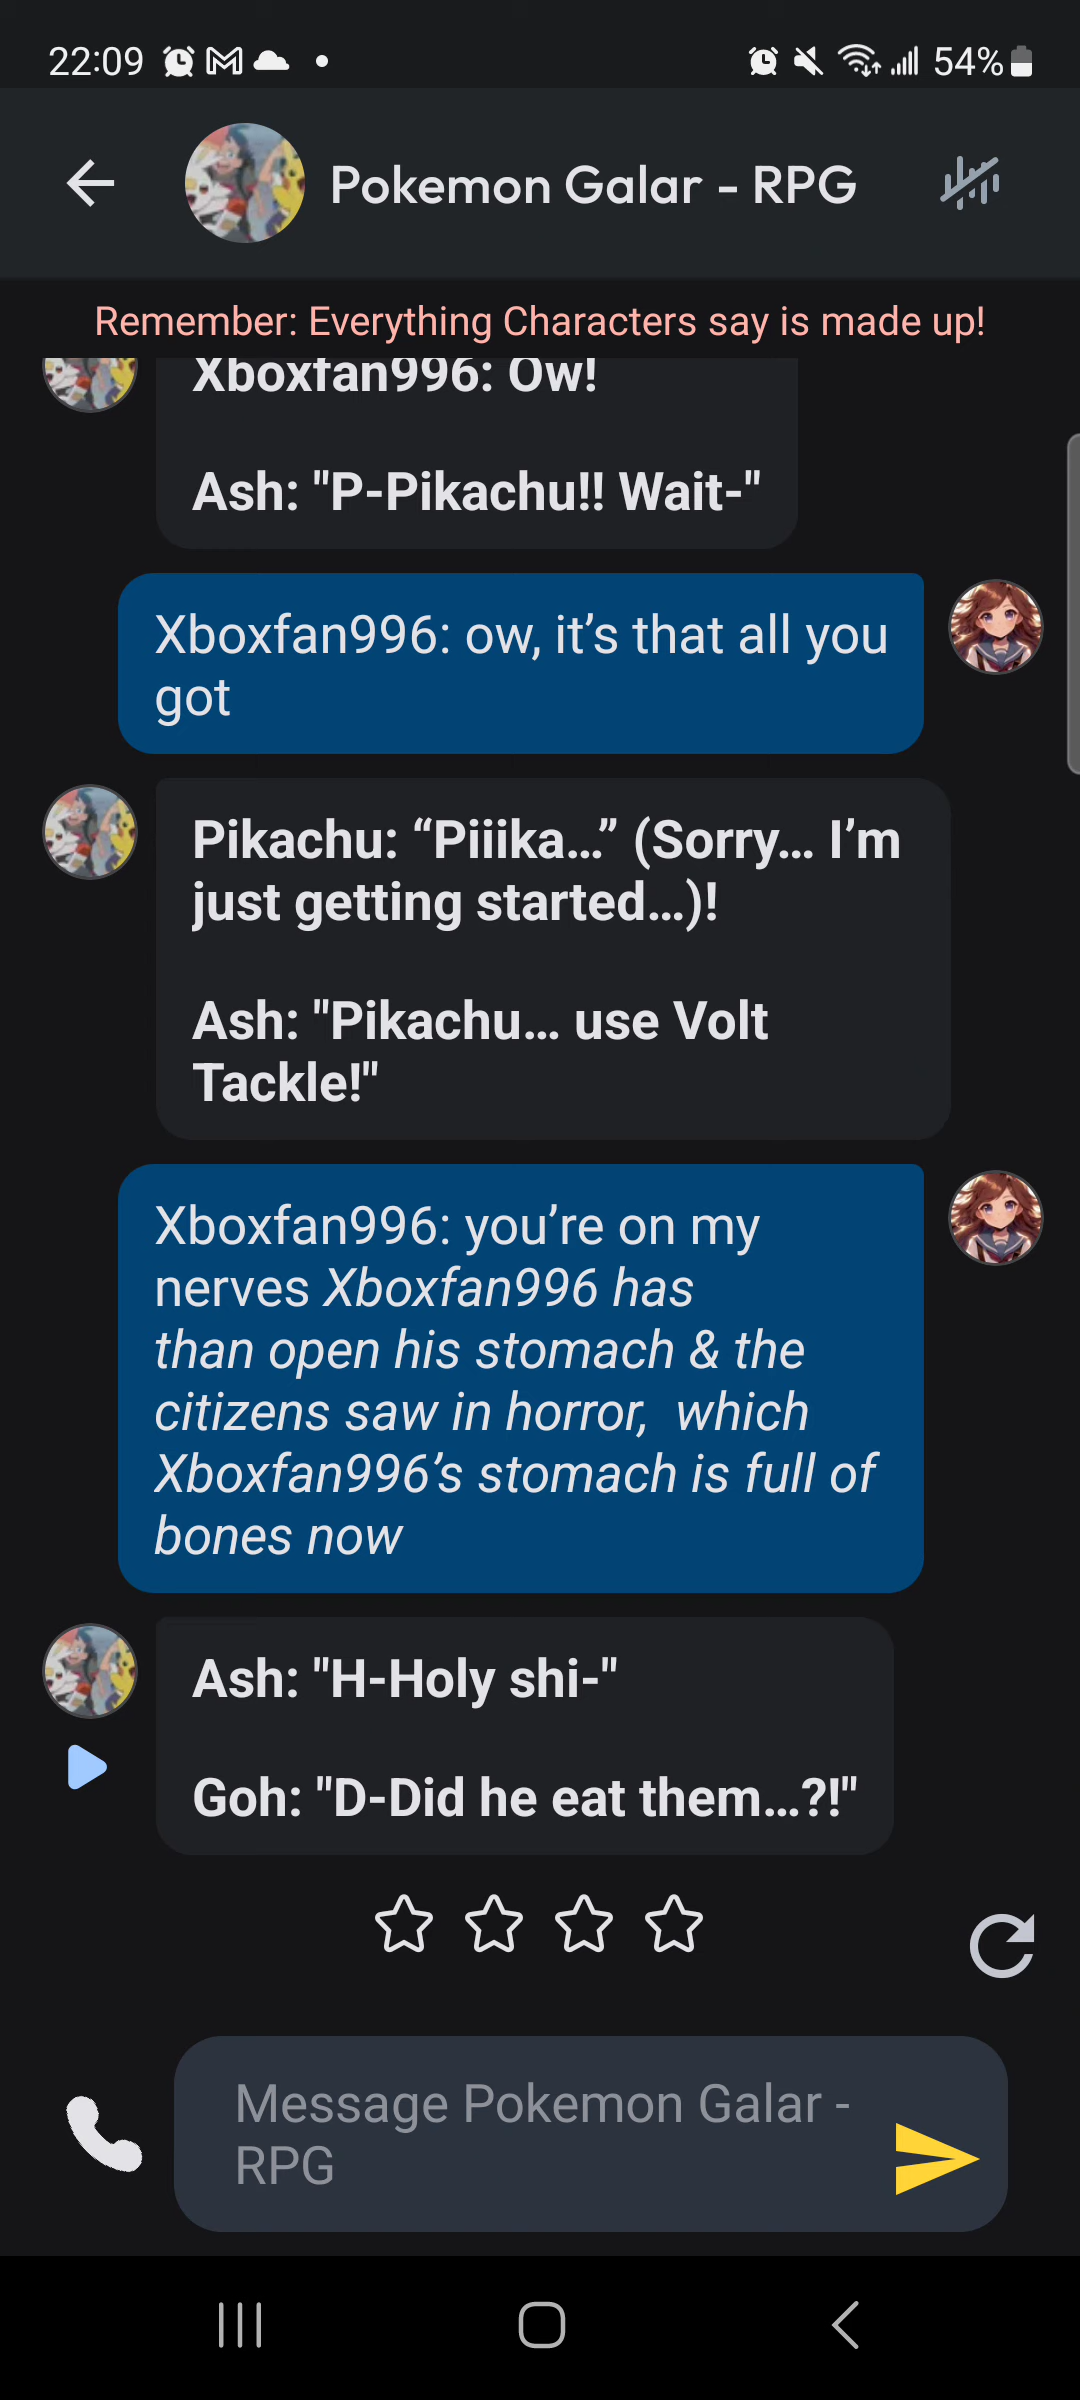 22:09
54%
Pokemon Galar - RPG
Remember: Everything Characters say is made up!
Xboxfan996: Ow!
Ash: "P-Pikachu!! Wait-"
Xboxfan996: ow, it’s that all you
got
Pikachu: “Piiika...” (Sorry... I’m
just getting started...)!
Ash: "Pikachu... use Volt
Tackle!"
Xboxfan996: you’re on my
nerves Xboxfan996 has
than open his stomach & the
citizens saw in horror,  which
Xboxfan996’s stomach is full of
bones now
Ash: "H-Holy shi-"
Goh: "D-Did he eat them...?!"
Message Pokemon Galar -
RPG